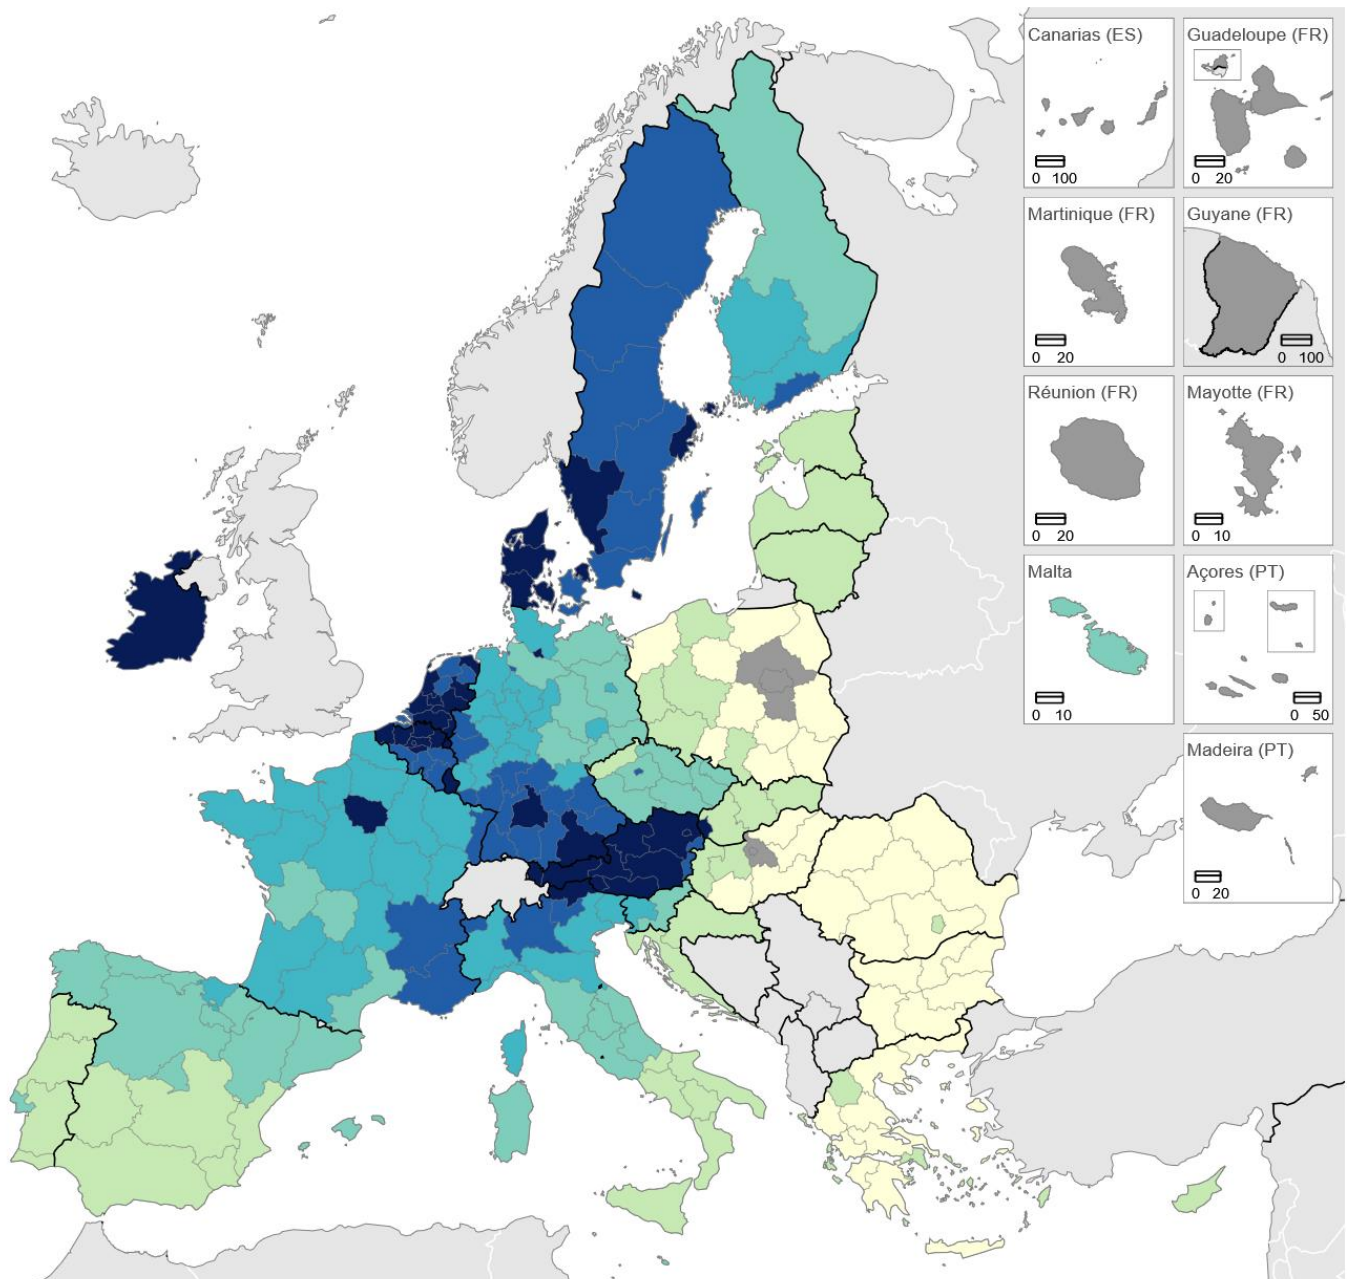 Canarias (ES)
0 100
Guadeloupe (FR)
0 20
Martinique (FR)
0 20
Guyane (FR)
0 100
Réunion (FR)
0 20
Mayotte (FR)
0 10
Malta
0 10
Açores (PT)
0 50
Madeira (PT)
0 20